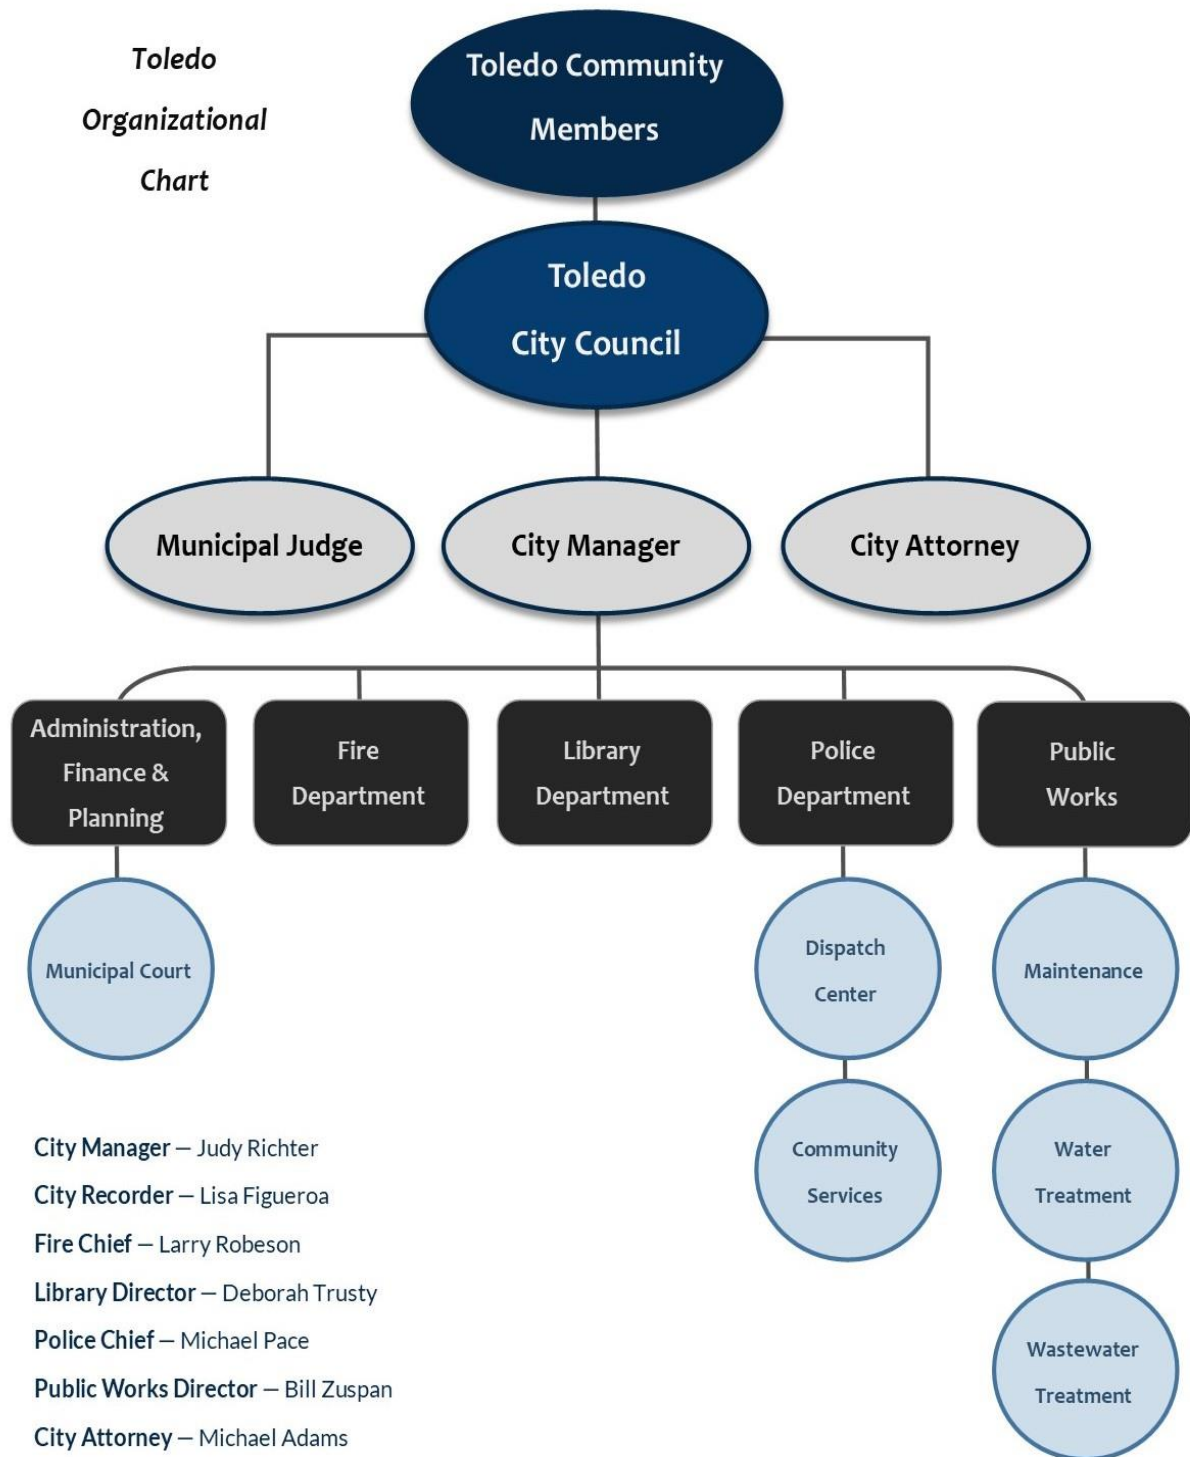 Toledo
Organizational
Chart
Toledo Community
Members
Toledo
City Council
Municipal Judge
City Manager
City Attorney
Administration,
Finance &
Planning
Fire
Department
Library
Department
Police
Department
Public
Works
Municipal Court
Dispatch
Center
Maintenance
Community
Services
Water
Treatment
Wastewater
Treatment
City Manager — Judy Richter
City Recorder — Lisa Figueroa
Fire Chief — Larry Robeson
Library Director — Deborah Trusty
Police Chief — Michael Pace
Public Works Director — Bill Zuspan
City Attorney — Michael Adams